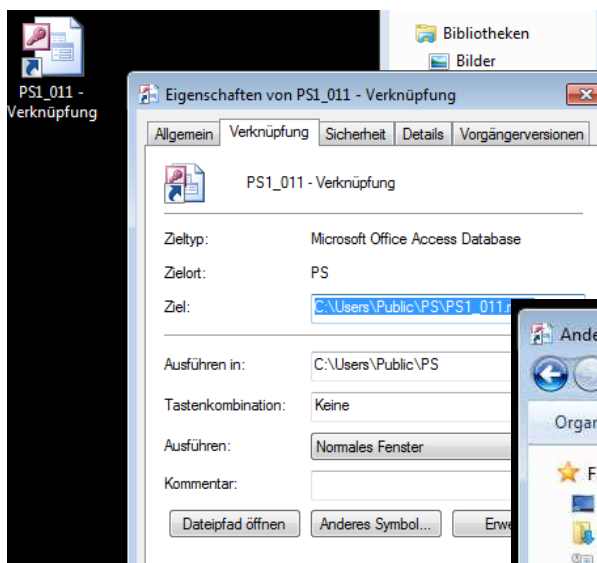 Bibliotheken
Bilder
PS1_011 -
Verknüpfung
Eigenschaften von PS1_011 - Verknüpfung
Allgemein Verknüpfung Sicherheit Details Vorgängerversionen
PS1_011 - Verknüpfung
Zieltyp: Microsoft Office Access Database
Zielort: PS
Ziel: C:\Users\Public\PS\PS1_011.
Ausführen in: C:\Users\Public\PS
Tastenkombination: Keine
Ausführen: Normales Fenster
Kommentar:
Dateipfad öffnen Anderes Symbol... Erwe
Ande
Organ
F